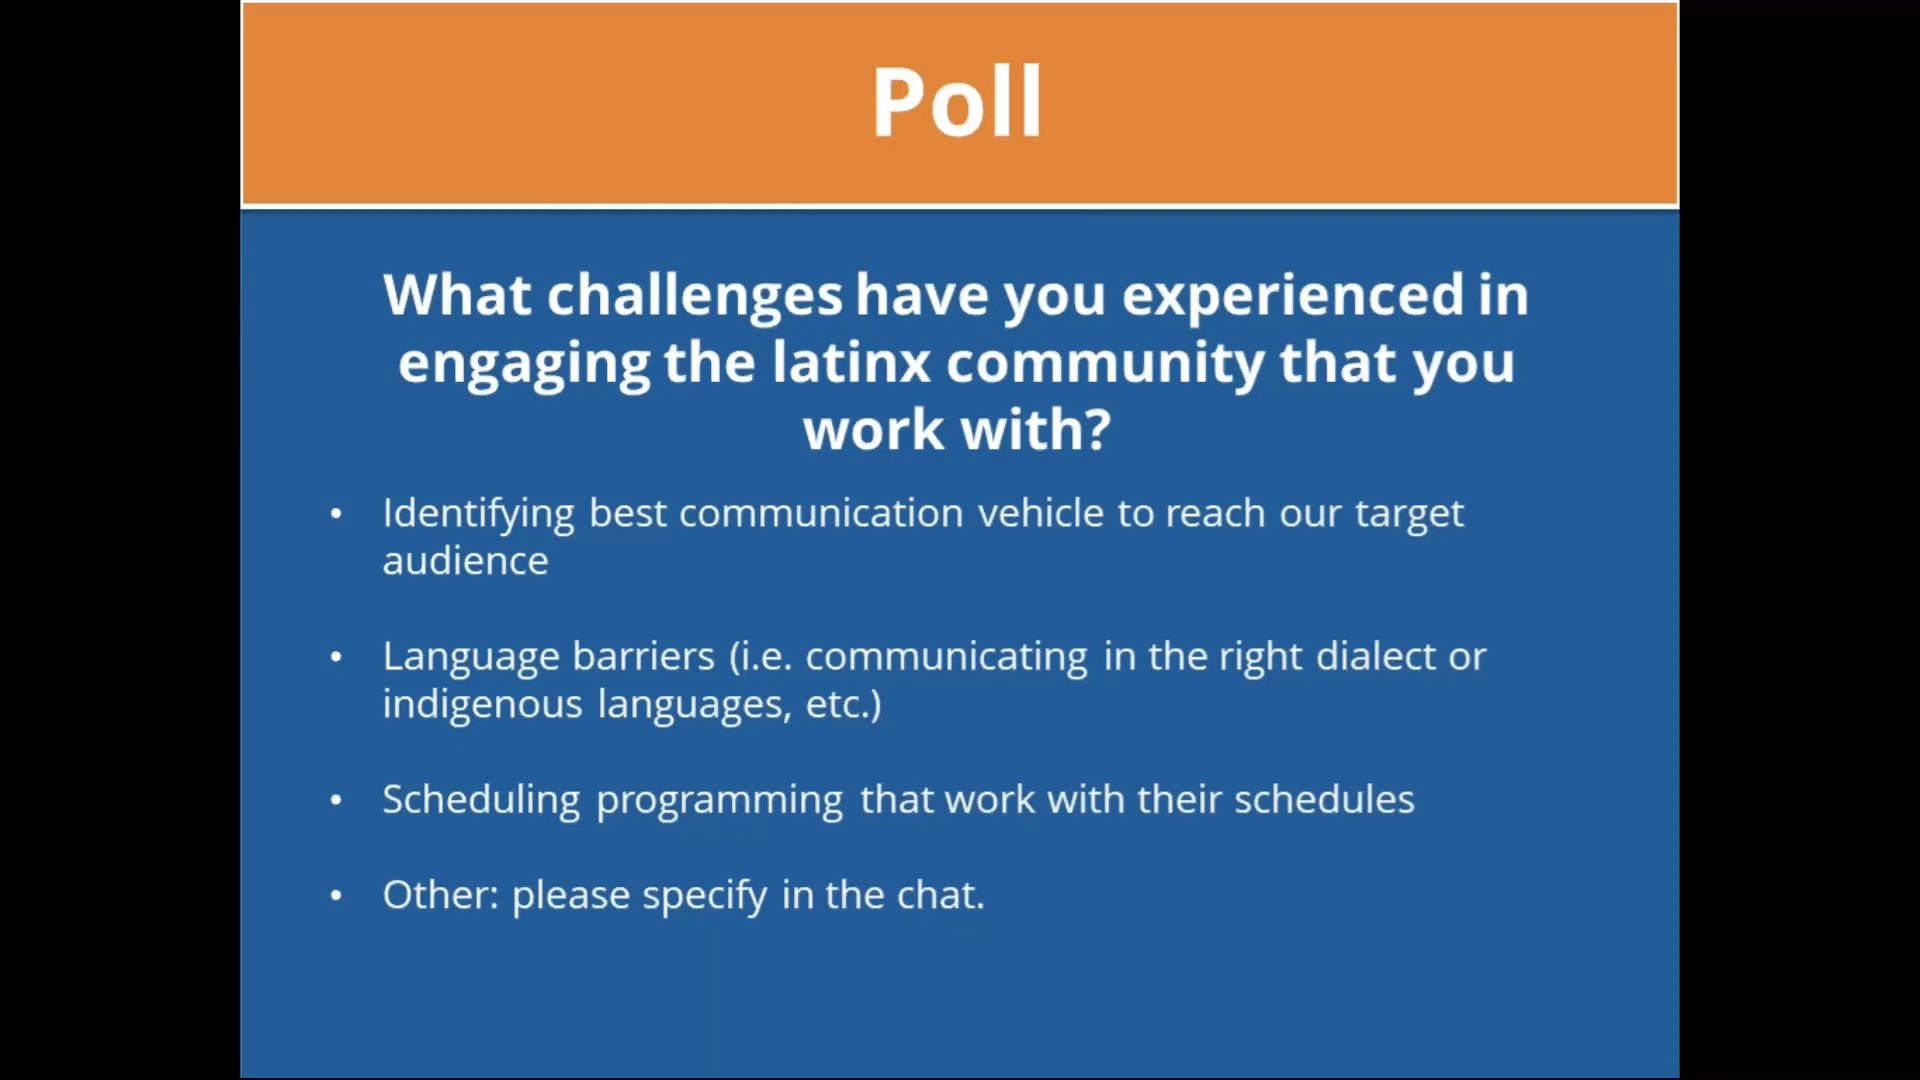 Poll
What challenges have you experienced in
engaging the latinx community that you
work with?
• Identifying best communication vehicle to reach our target
audience
• Language barriers (i.e. communicating in the right dialect or
indigenous languages, etc.)
• Scheduling programming that work with their schedules
• Other: please specify in the chat.